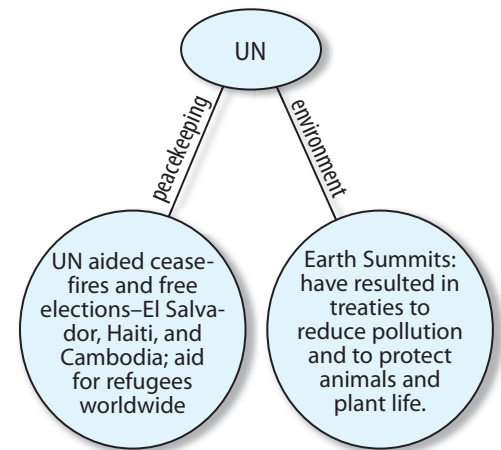 UN
peacekeeping
environment
UN aided cease-
fires and free
elections–El Salva-
dor, Haiti, and
Cambodia; aid
for refugees
worldwide
Earth Summits:
have resulted in
treaties to
reduce pollution
and to protect
animals and
plant life.